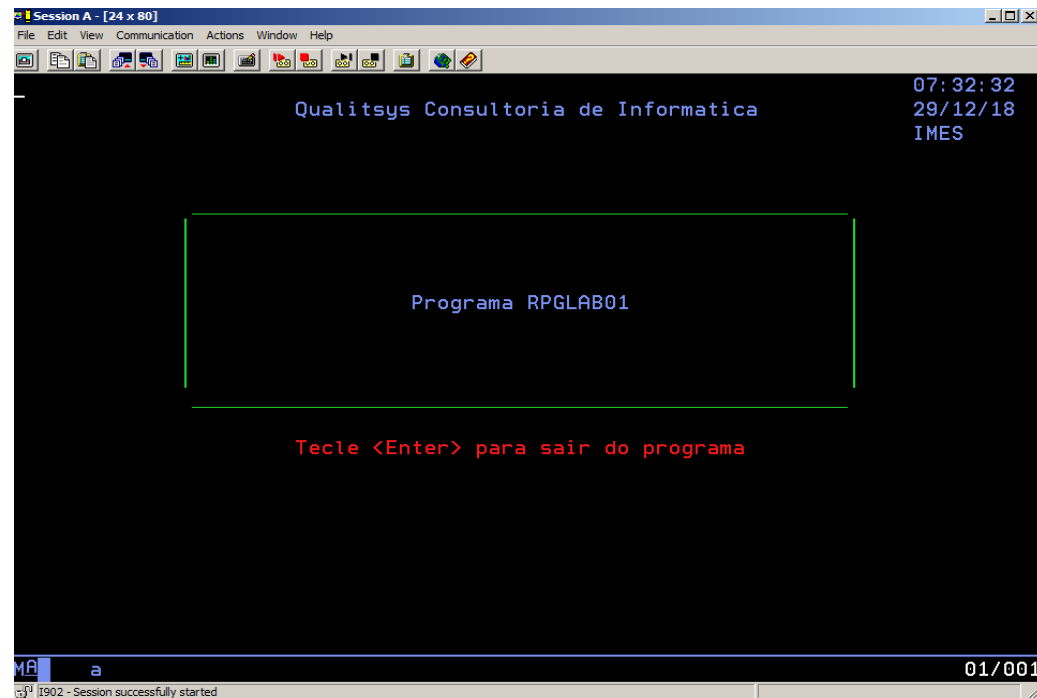 Session A - [24 x 80]
File Edit View Communication Actions Window Help
07:32:32
Qualitsys Consultoria de Informatica 29/12/18
IMES
Programa RPGLAB01
Tecle <Enter> para sair do programa
MA a 01/001
I902 - Session successfully started